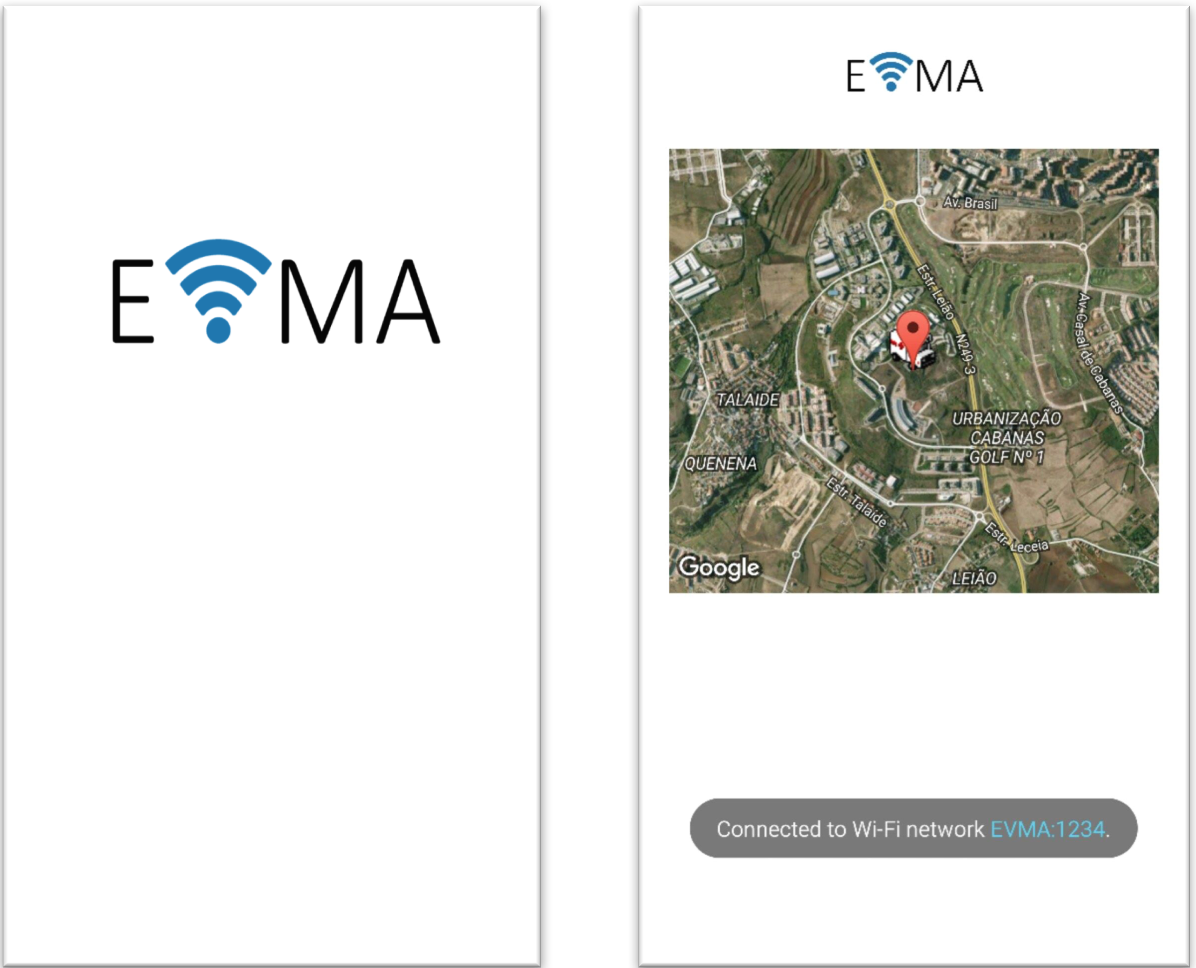 EVMA
EVMA
Av. Brasil
Estr. Leião
N249-3
Av. Casal de Cabanas
TALAIDE
URBANIZAÇÃO
CABANAS
GOLF Nº 1
QUENENA
Estr. Talaíde
Estr. Leceia
Google
LEIÃO
Connected to Wi-Fi network EVMA:1234.